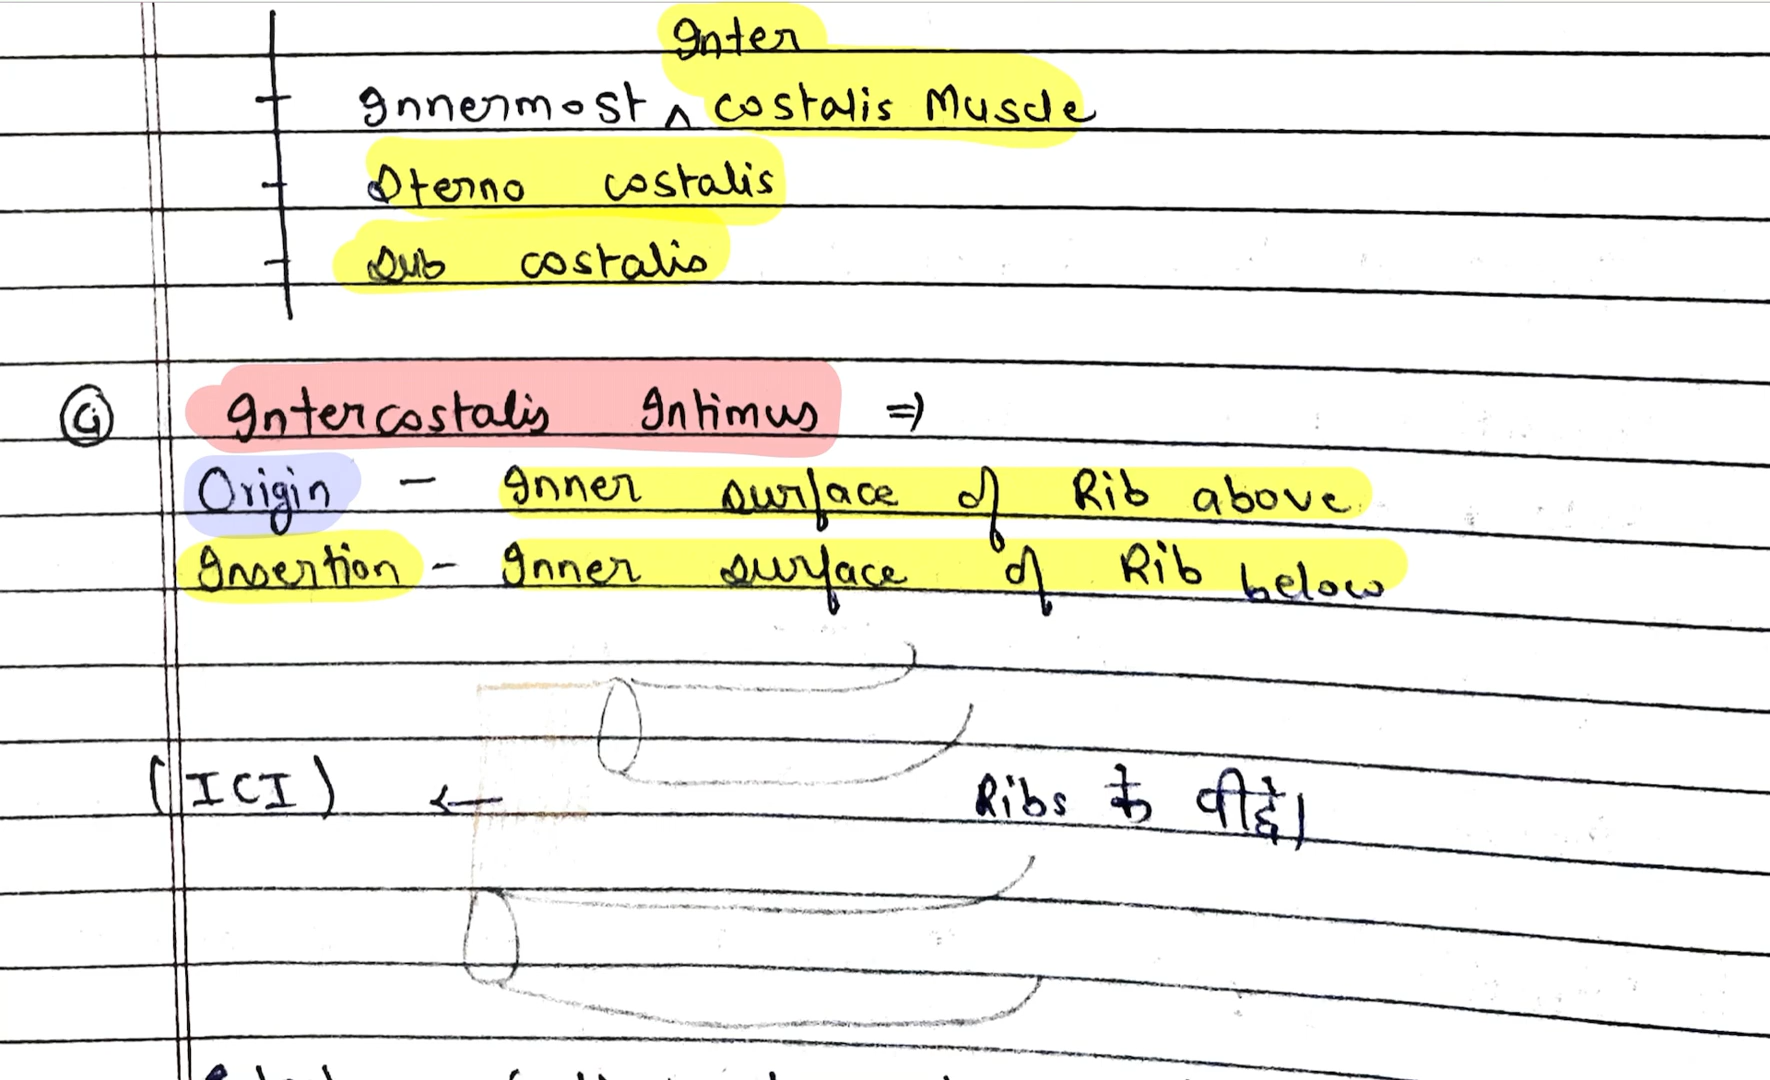 Inter
Innermost ^ costalis Muscle
Sterno costalis
Sub costalis
G Intercostalis Intimus ⇒
Origin - Inner surface of Rib above
Insertion - Inner surface of Rib below
(ICI) ← Ribs के पीछे।